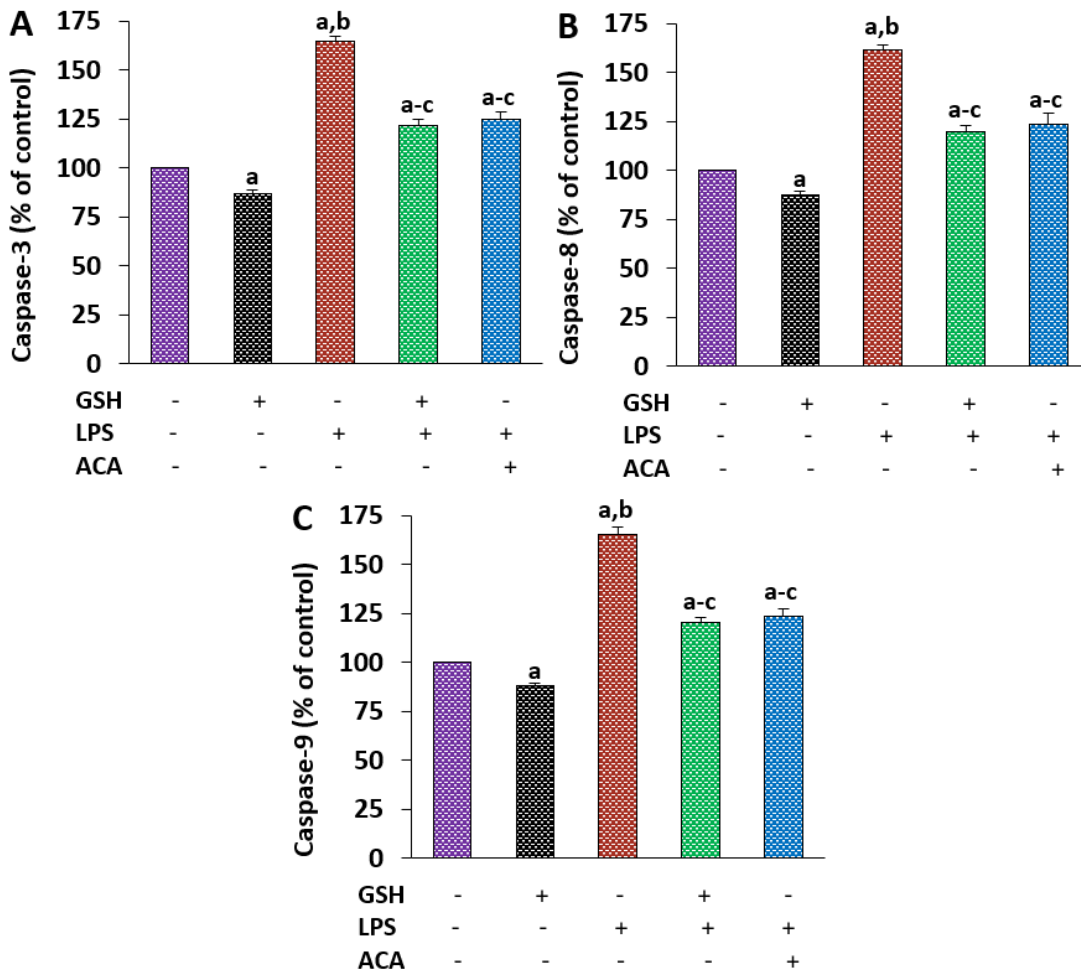 A
Caspase-3 (% of control)
175
150
125
100
75
50
25
0
a
a,b
a-c
a-c
GSH - + - + -
LPS - - + + +
ACA - - - - +
B
Caspase-8 (% of control)
175
150
125
100
75
50
25
0
a
a,b
a-c
a-c
GSH - + - + -
LPS - - + + +
ACA - - - - +
C
Caspase-9 (% of control)
175
150
125
100
75
50
25
0
a
a,b
a-c
a-c
GSH - + - + -
LPS - - + + +
ACA - - - - +